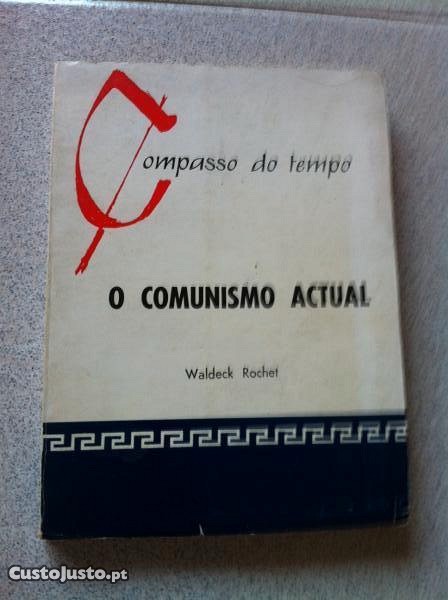 Compasso do tempo
O COMUNISMO ACTUAL
Waldeck Rochet
CustoJusto.pt